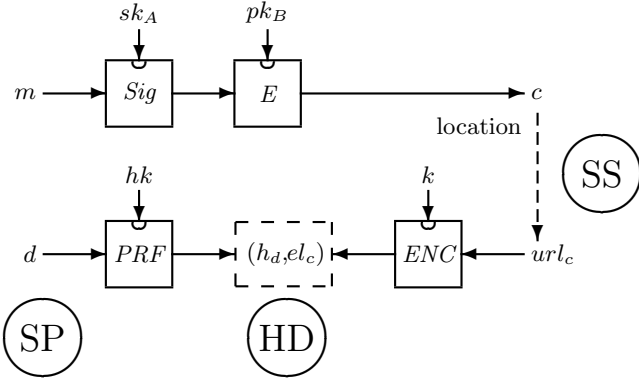 sk_A pk_B
m Sig E c
location
SS
hk k
d PRF (h_d,el_c) ENC url_c
SP HD